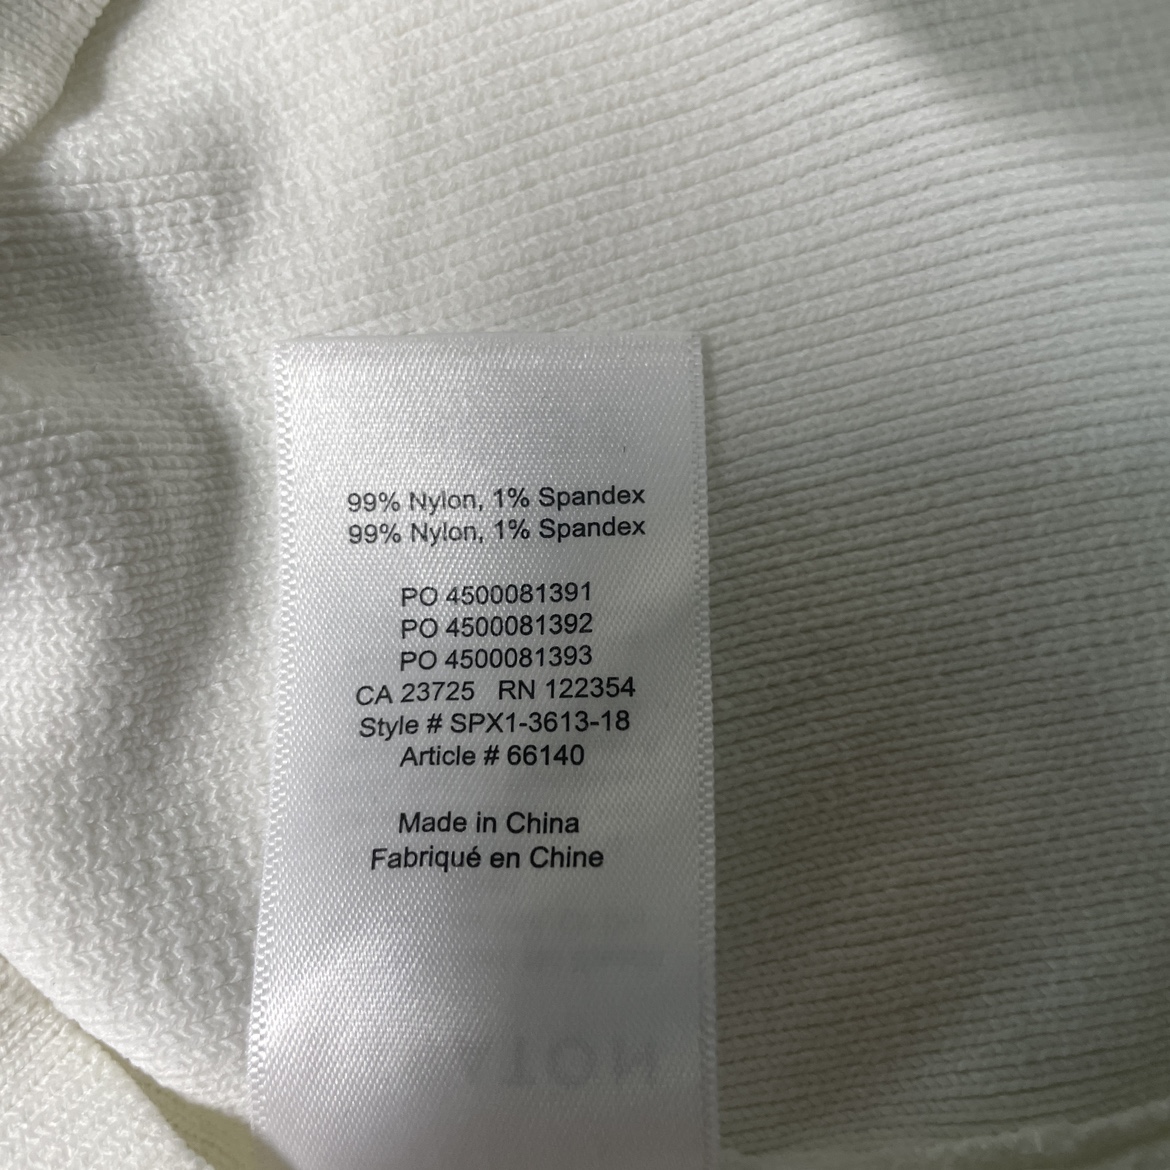 99% Nylon, 1% Spandex
99% Nylon, 1% Spandex
PO 4500081391
PO 4500081392
PO 4500081393
CA 23725 RN 122354
Style # SPX1-3613-18
Article # 66140
Made in China
Fabriqué en Chine